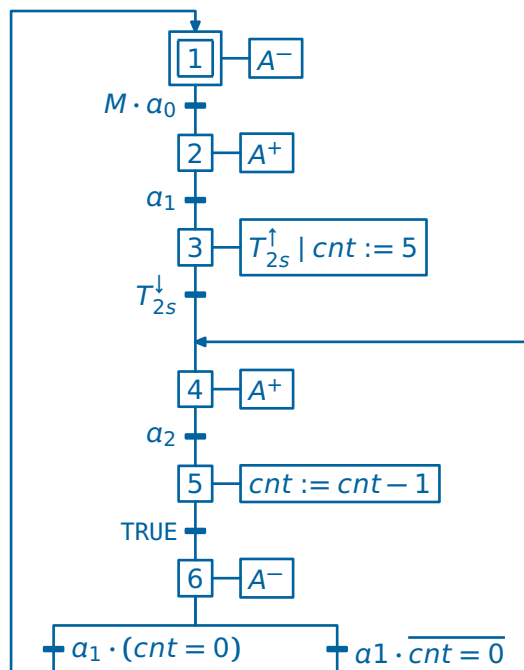 1 A⁻
M · a₀
2 A⁺
a₁
3 T↑₂ₛ | cnt := 5
T↓₂ₛ
4 A⁺
a₂
5 cnt := cnt − 1
TRUE
6 A⁻
a₁ · (cnt = 0) a1 · c̅n̅t̅ ̅=̅ ̅0̅